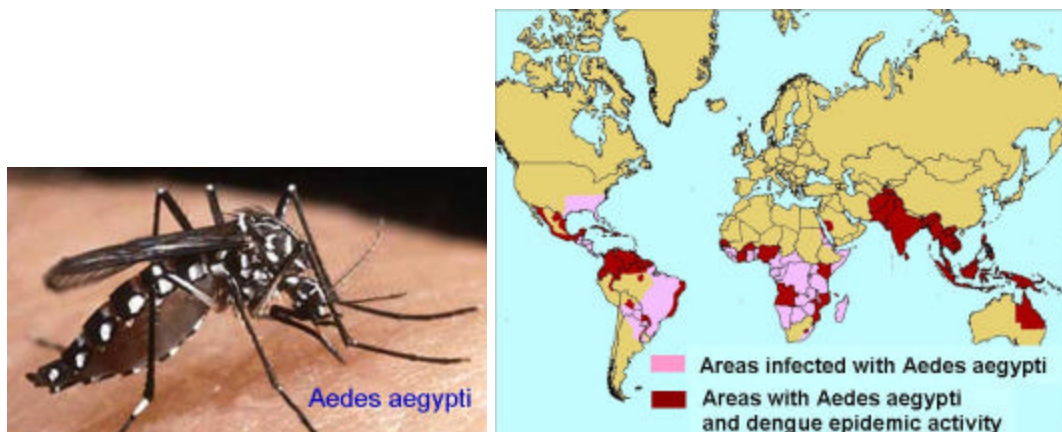 Aedes aegypti
Areas infected with Aedes aegypti
Areas with Aedes aegypti
and dengue epidemic activity